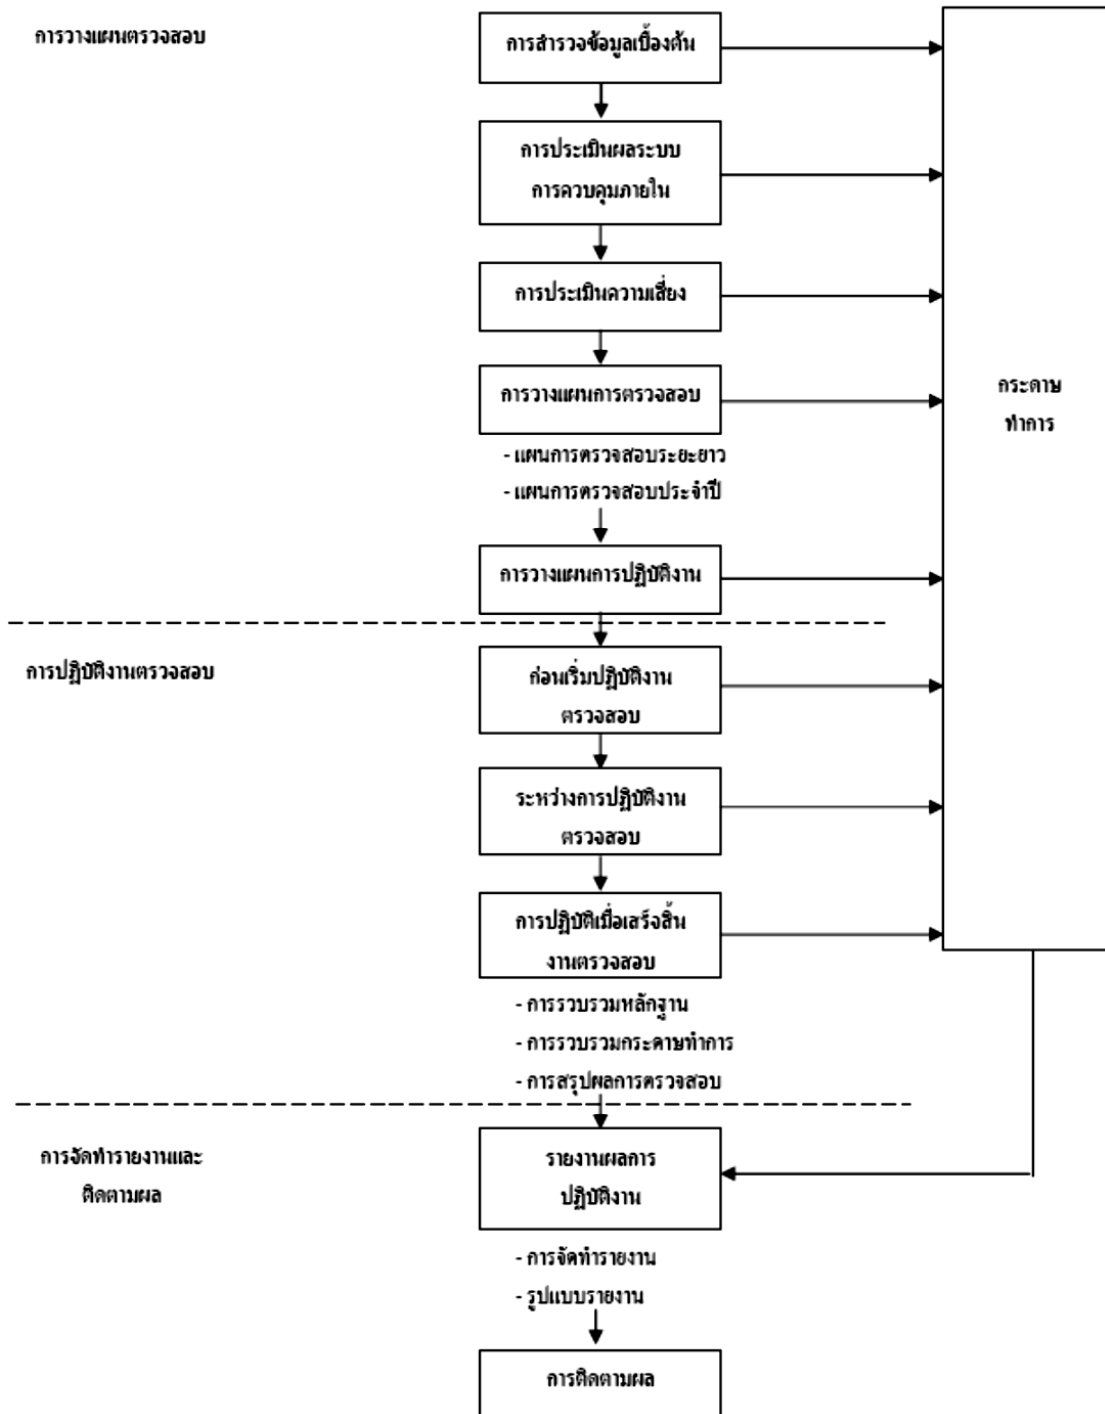 การวางแผนตรวจสอบ
การสำรวจข้อมูลเบื้องต้น
การประเมินผลระบบ
การควบคุมภายใน
การประเมินความเสี่ยง
การวางแผนการตรวจสอบ
- แผนการตรวจสอบระยะยาว
- แผนการตรวจสอบประจำปี
การวางแผนการปฏิบัติงาน
กระดาษ
ทำการ
การปฏิบัติงานตรวจสอบ
ก่อนเริ่มปฏิบัติงาน
ตรวจสอบ
ระหว่างการปฏิบัติงาน
ตรวจสอบ
การปฏิบัติเมื่อเสร็จสิ้น
งานตรวจสอบ
- การรวบรวมหลักฐาน
- การรวบรวมกระดาษทำการ
- การสรุปผลการตรวจสอบ
การจัดทำรายงานและ
ติดตามผล
รายงานผลการ
ปฏิบัติงาน
- การจัดทำรายงาน
- รูปแบบรายงาน
การติดตามผล